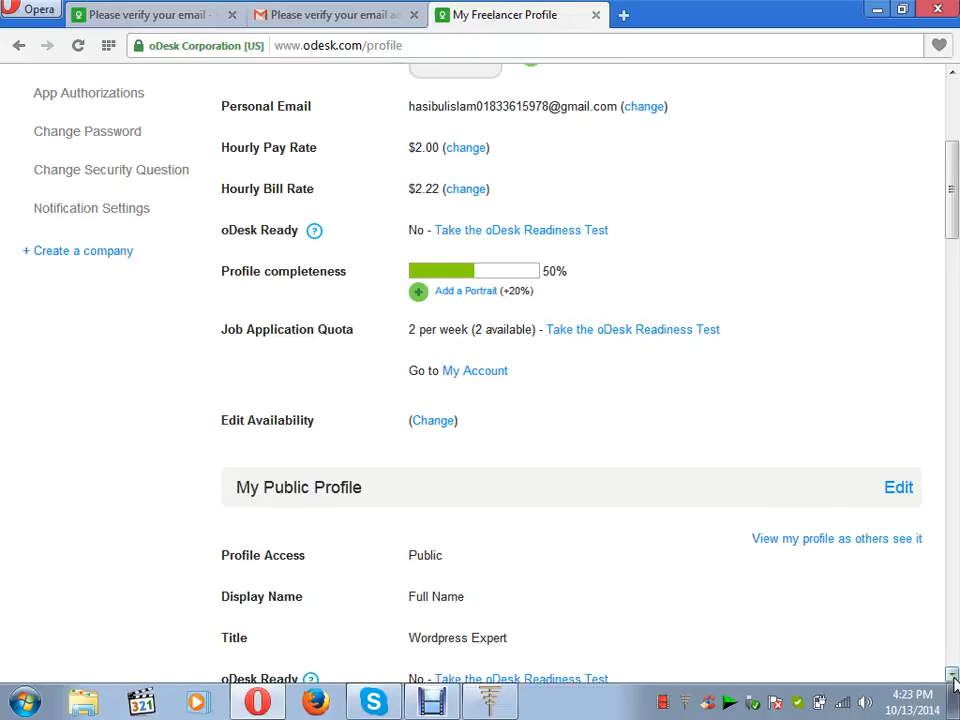 Opera
Please verify your email -
Please verify your email ad
My Freelancer Profile
oDesk Corporation [US]
www.odesk.com/profile
App Authorizations
Change Password
Change Security Question
Notification Settings
+ Create a company
Personal Email hasibulislam01833615978@gmail.com (change)
Hourly Pay Rate $2.00 (change)
Hourly Bill Rate $2.22 (change)
oDesk Ready ? No - Take the oDesk Readiness Test
Profile completeness 50%
Add a Portrait (+20%)
Job Application Quota 2 per week (2 available) - Take the oDesk Readiness Test
Go to My Account
Edit Availability (Change)
My Public Profile Edit
View my profile as others see it
Profile Access Public
Display Name Full Name
Title Wordpress Expert
oDesk Ready ? No - Take the oDesk Readiness Test
321
4:23 PM
10/13/2014